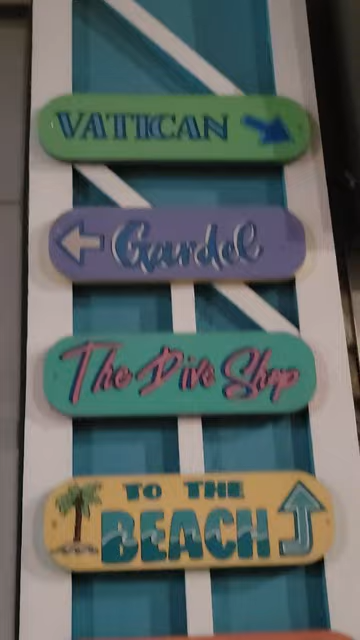 VATICAN
Gardel
The Dive Shop
TO THE
BEACH